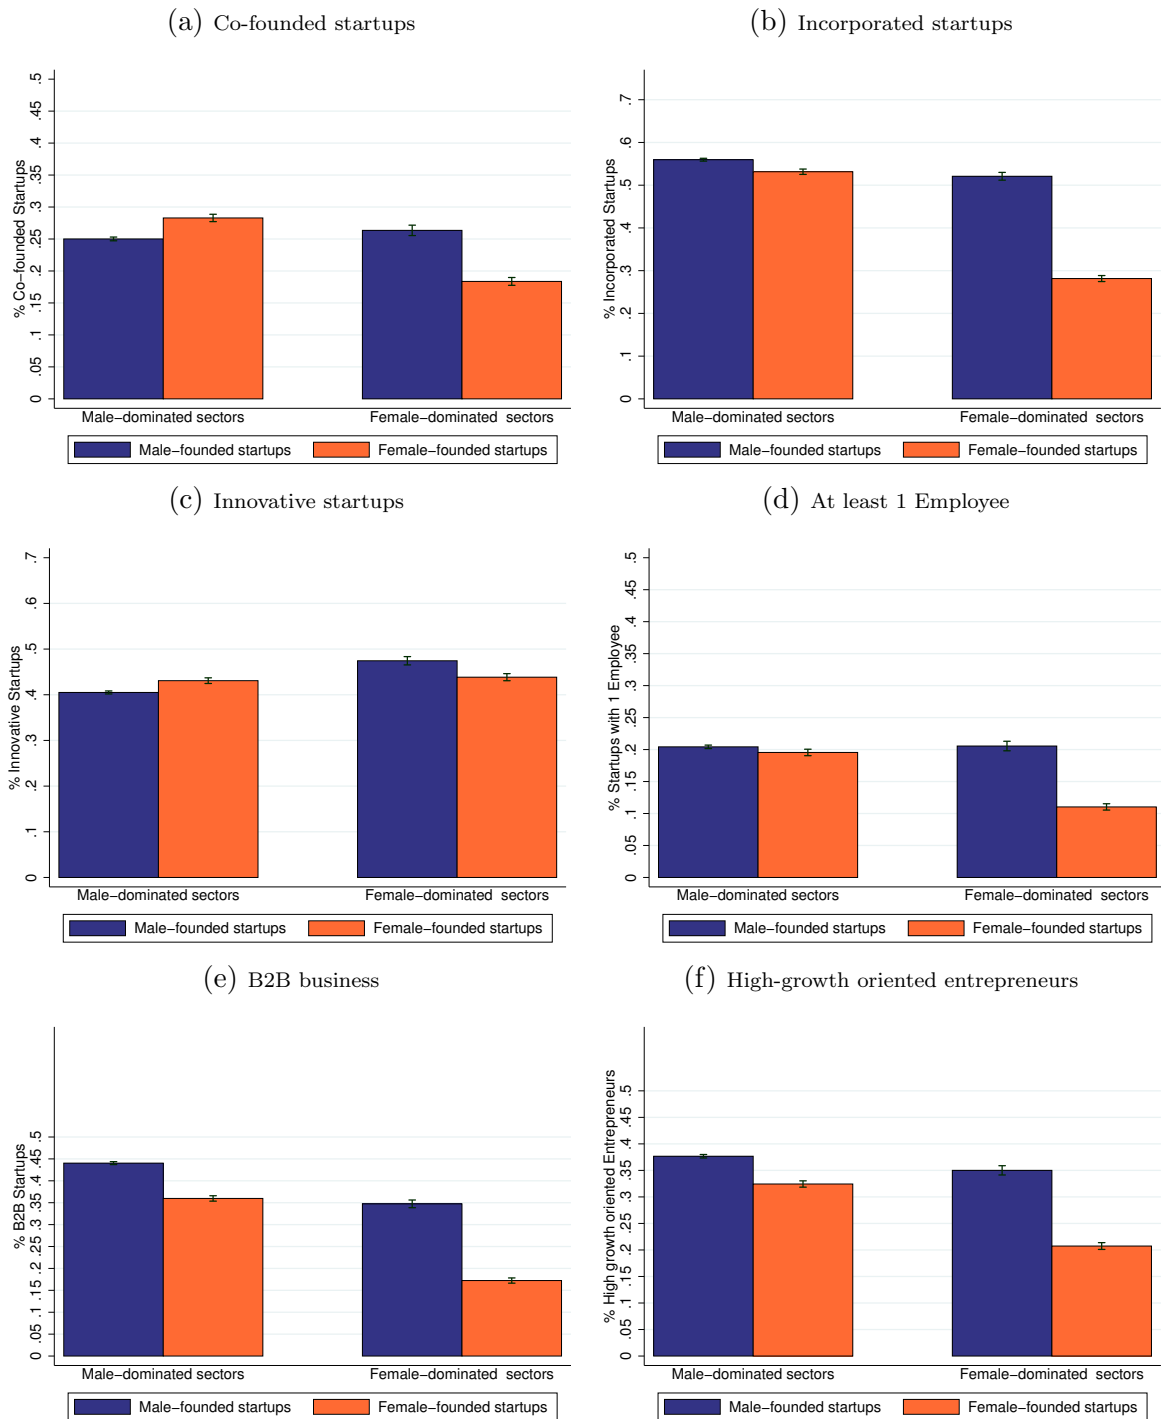 (a) Co-founded startups
% Co−founded Startups
0 .05 .1 .15 .2 .25 .3 .35 .4 .45 .5
Male−dominated sectors Female−dominated sectors
Male−founded startups Female−founded startups
(b) Incorporated startups
% Incorporated Startups
0 .1 .2 .3 .4 .5 .6 .7
Male−dominated sectors Female−dominated sectors
Male−founded startups Female−founded startups
(c) Innovative startups
% Innovative Startups
0 .1 .2 .3 .4 .5 .6 .7
Male−dominated sectors Female−dominated sectors
Male−founded startups Female−founded startups
(d) At least 1 Employee
% Startups with 1 Employee
0 .05 .1 .15 .2 .25 .3 .35 .4 .45 .5
Male−dominated sectors Female−dominated sectors
Male−founded startups Female−founded startups
(e) B2B business
% B2B Startups
0 .05 .1 .15 .2 .25 .3 .35 .4 .45 .5
Male−dominated sectors Female−dominated sectors
Male−founded startups Female−founded startups
(f) High-growth oriented entrepreneurs
% High growth oriented Entrepreneurs
0 .05 .1 .15 .2 .25 .3 .35 .4 .45 .5
Male−dominated sectors Female−dominated sectors
Male−founded startups Female−founded startups